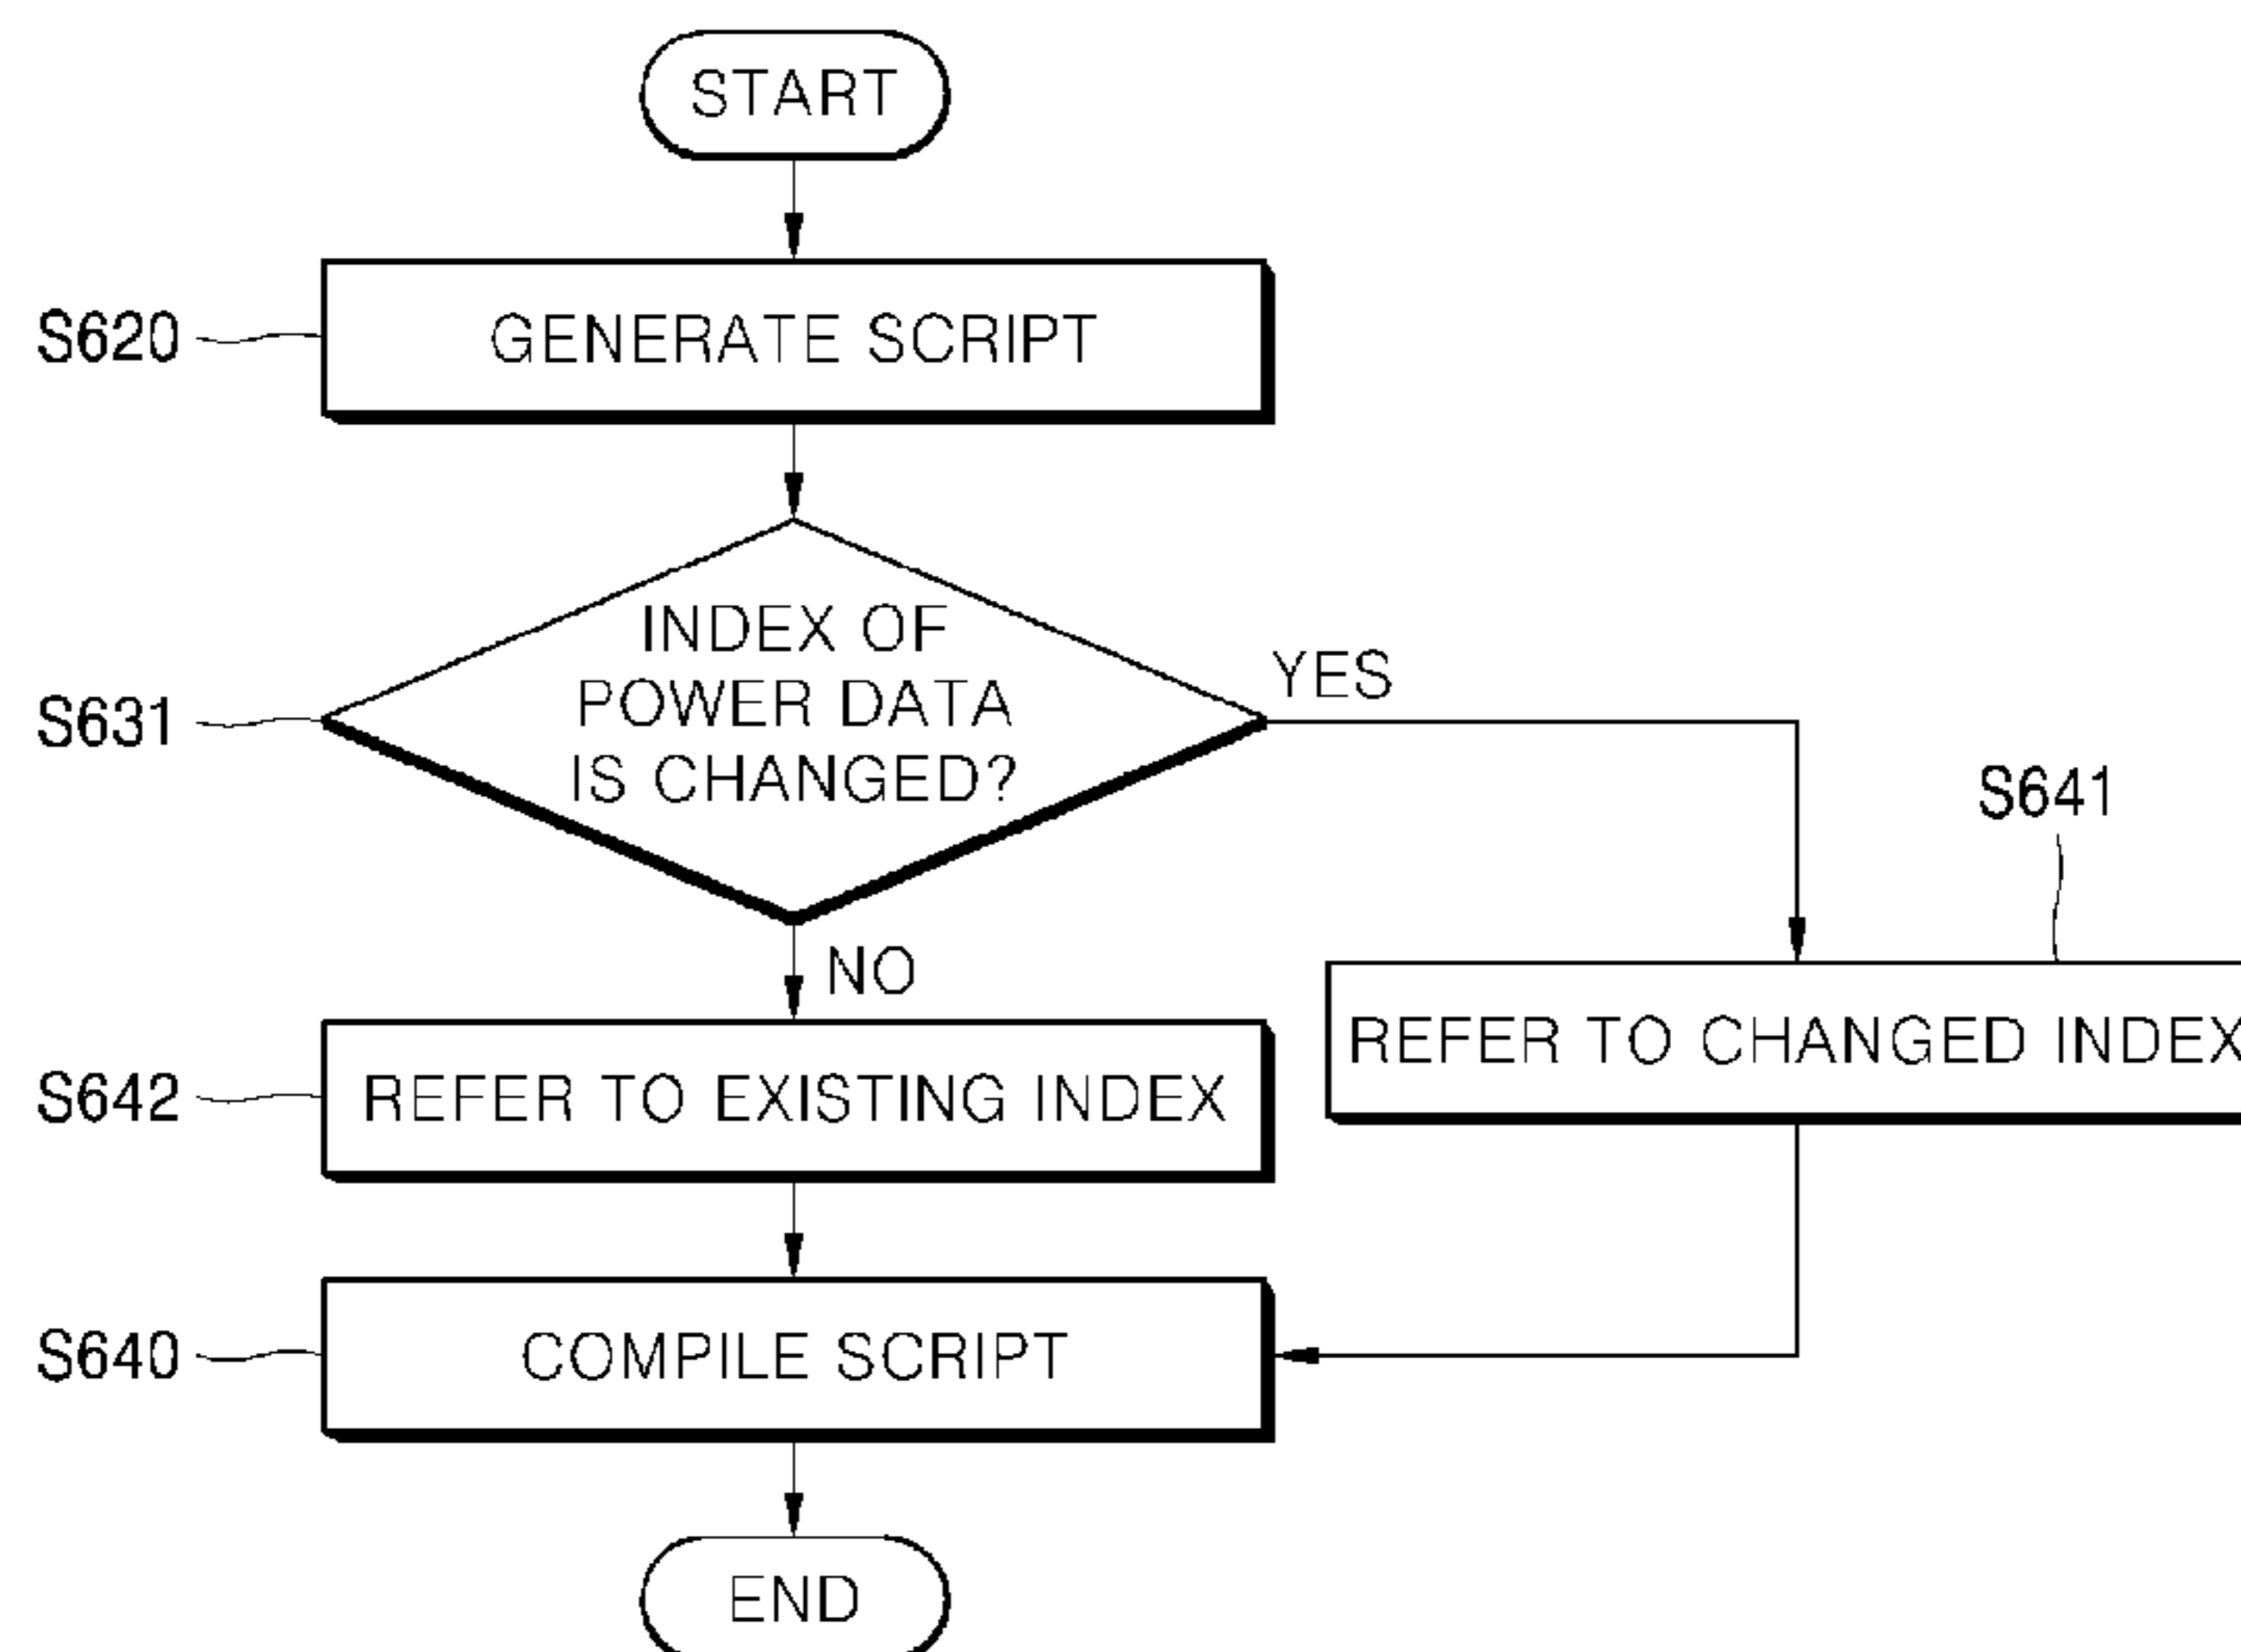 START
S620
GENERATE SCRIPT
S631
INDEX OF
POWER DATA
IS CHANGED?
YES
S641
NO
REFER TO CHANGED INDEX
S642
REFER TO EXISTING INDEX
S640
COMPILE SCRIPT
END